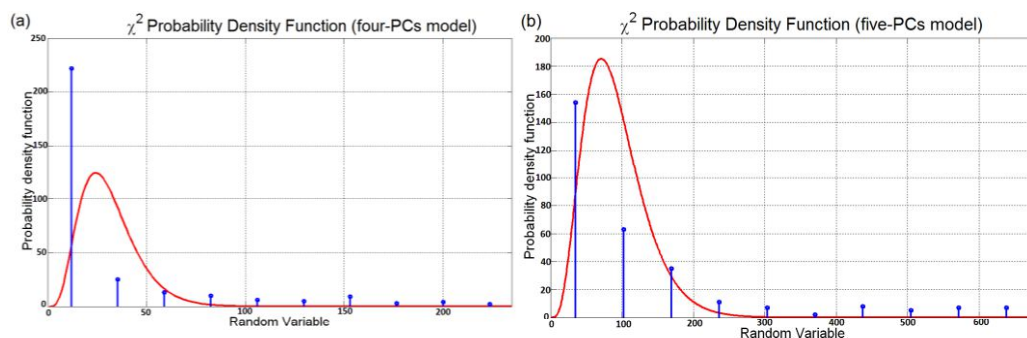 (a)
χ² Probability Density Function (four-PCs model)
250
200
150
100
50
0
Probability density function
0 50 100 150 200
Random Variable
(b)
χ² Probability Density Function (five-PCs model)
200
180
160
140
120
100
80
60
40
20
0
Probability density function
0 100 200 300 400 500 600
Random Variable